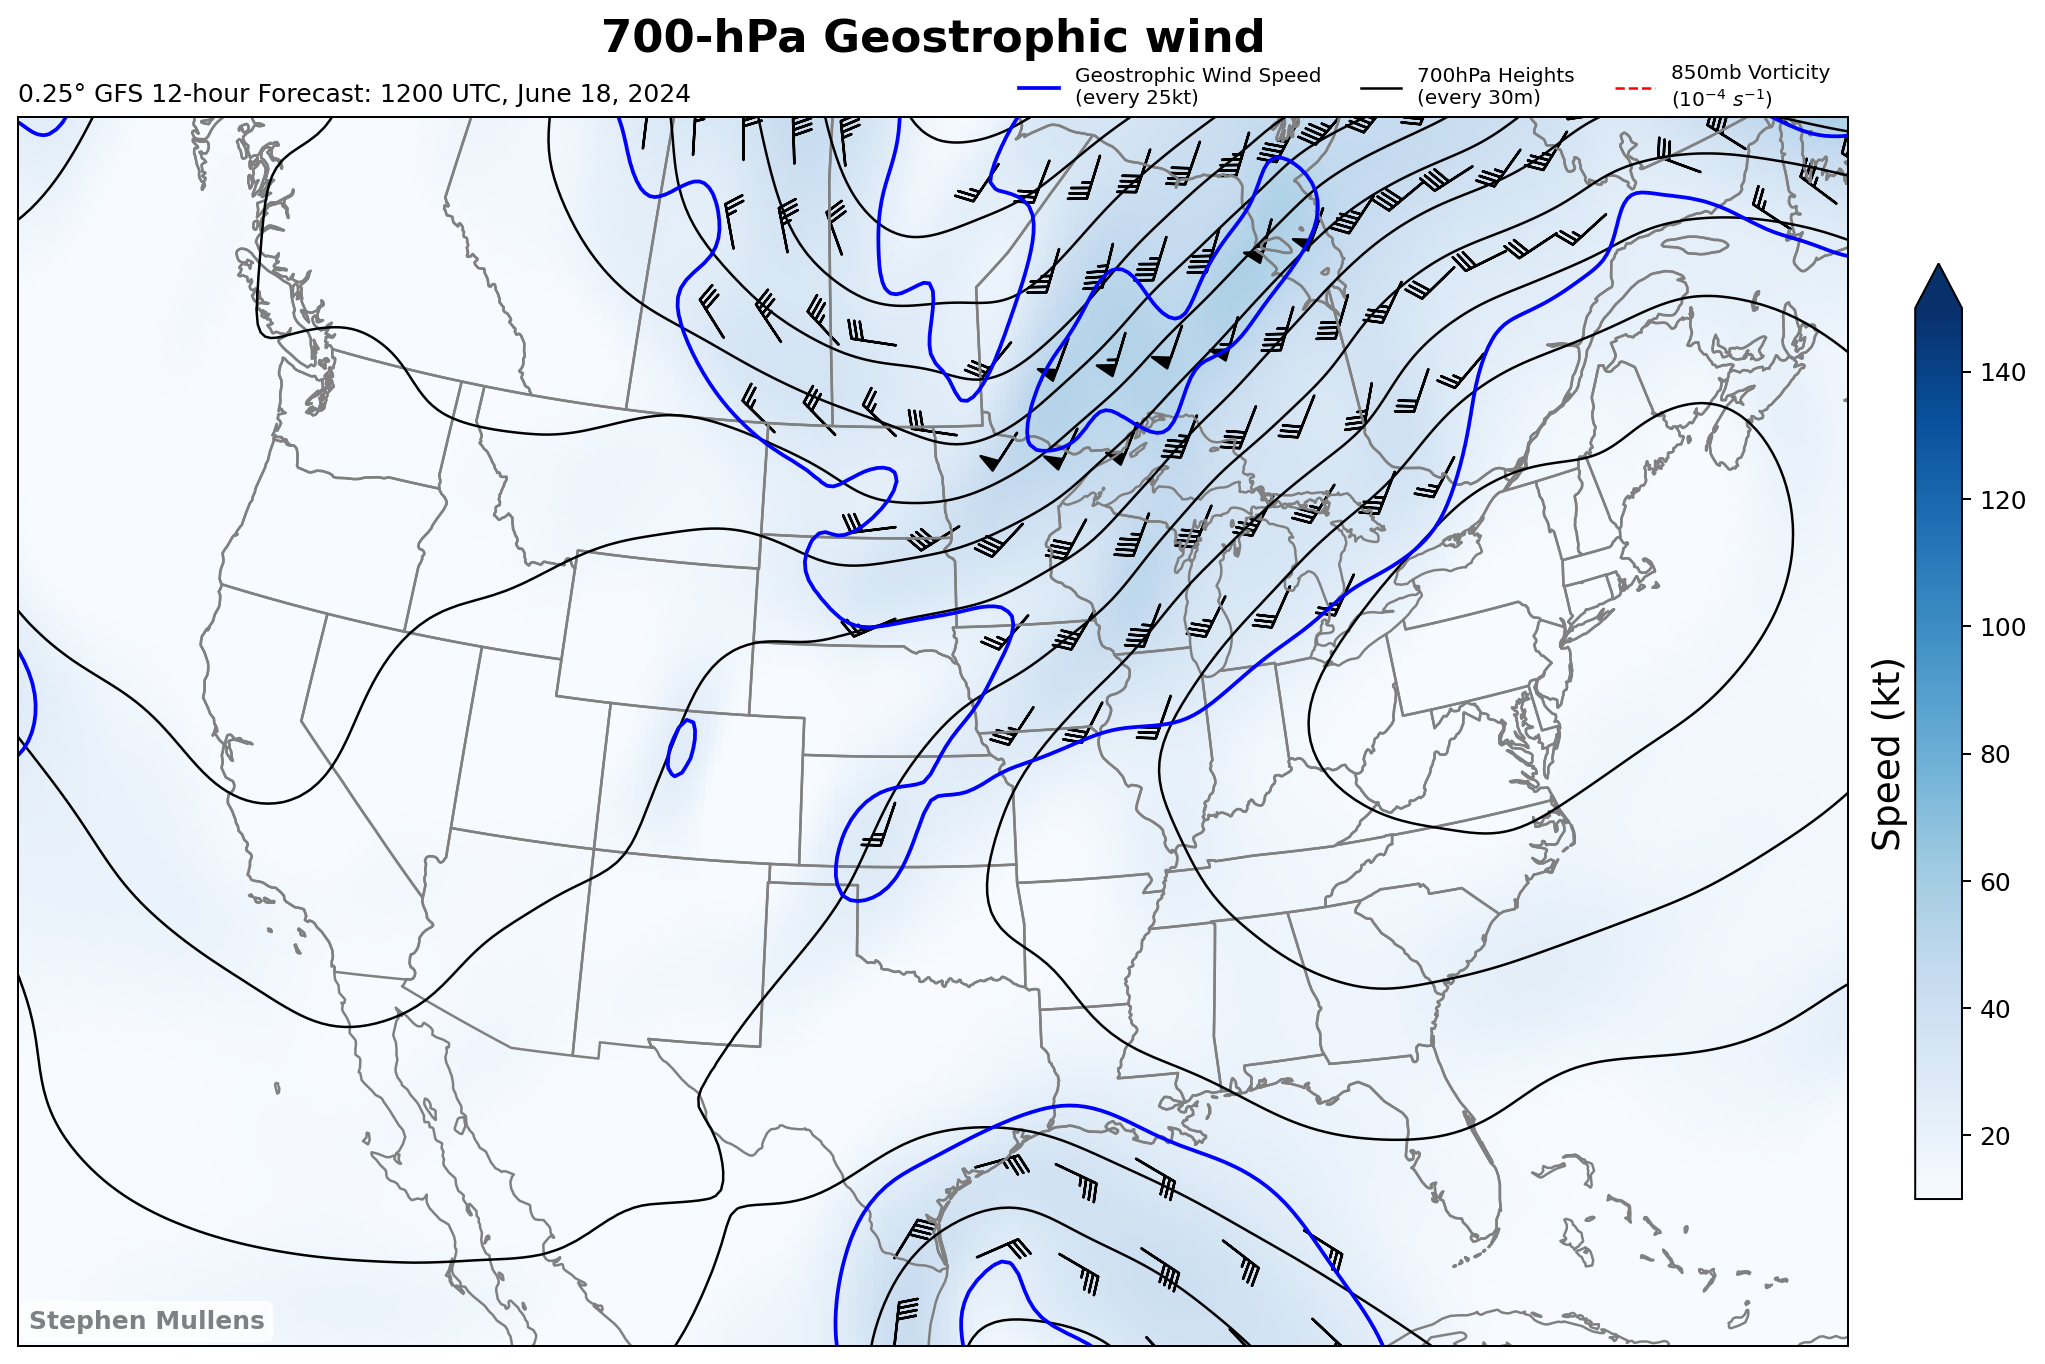 700-hPa Geostrophic wind
0.25° GFS 12-hour Forecast: 1200 UTC, June 18, 2024
Geostrophic Wind Speed
(every 25kt)
700hPa Heights
(every 30m)
850mb Vorticity
(10⁻⁴ s⁻¹)
140
120
100
80
60
40
20
Speed (kt)
Stephen Mullens